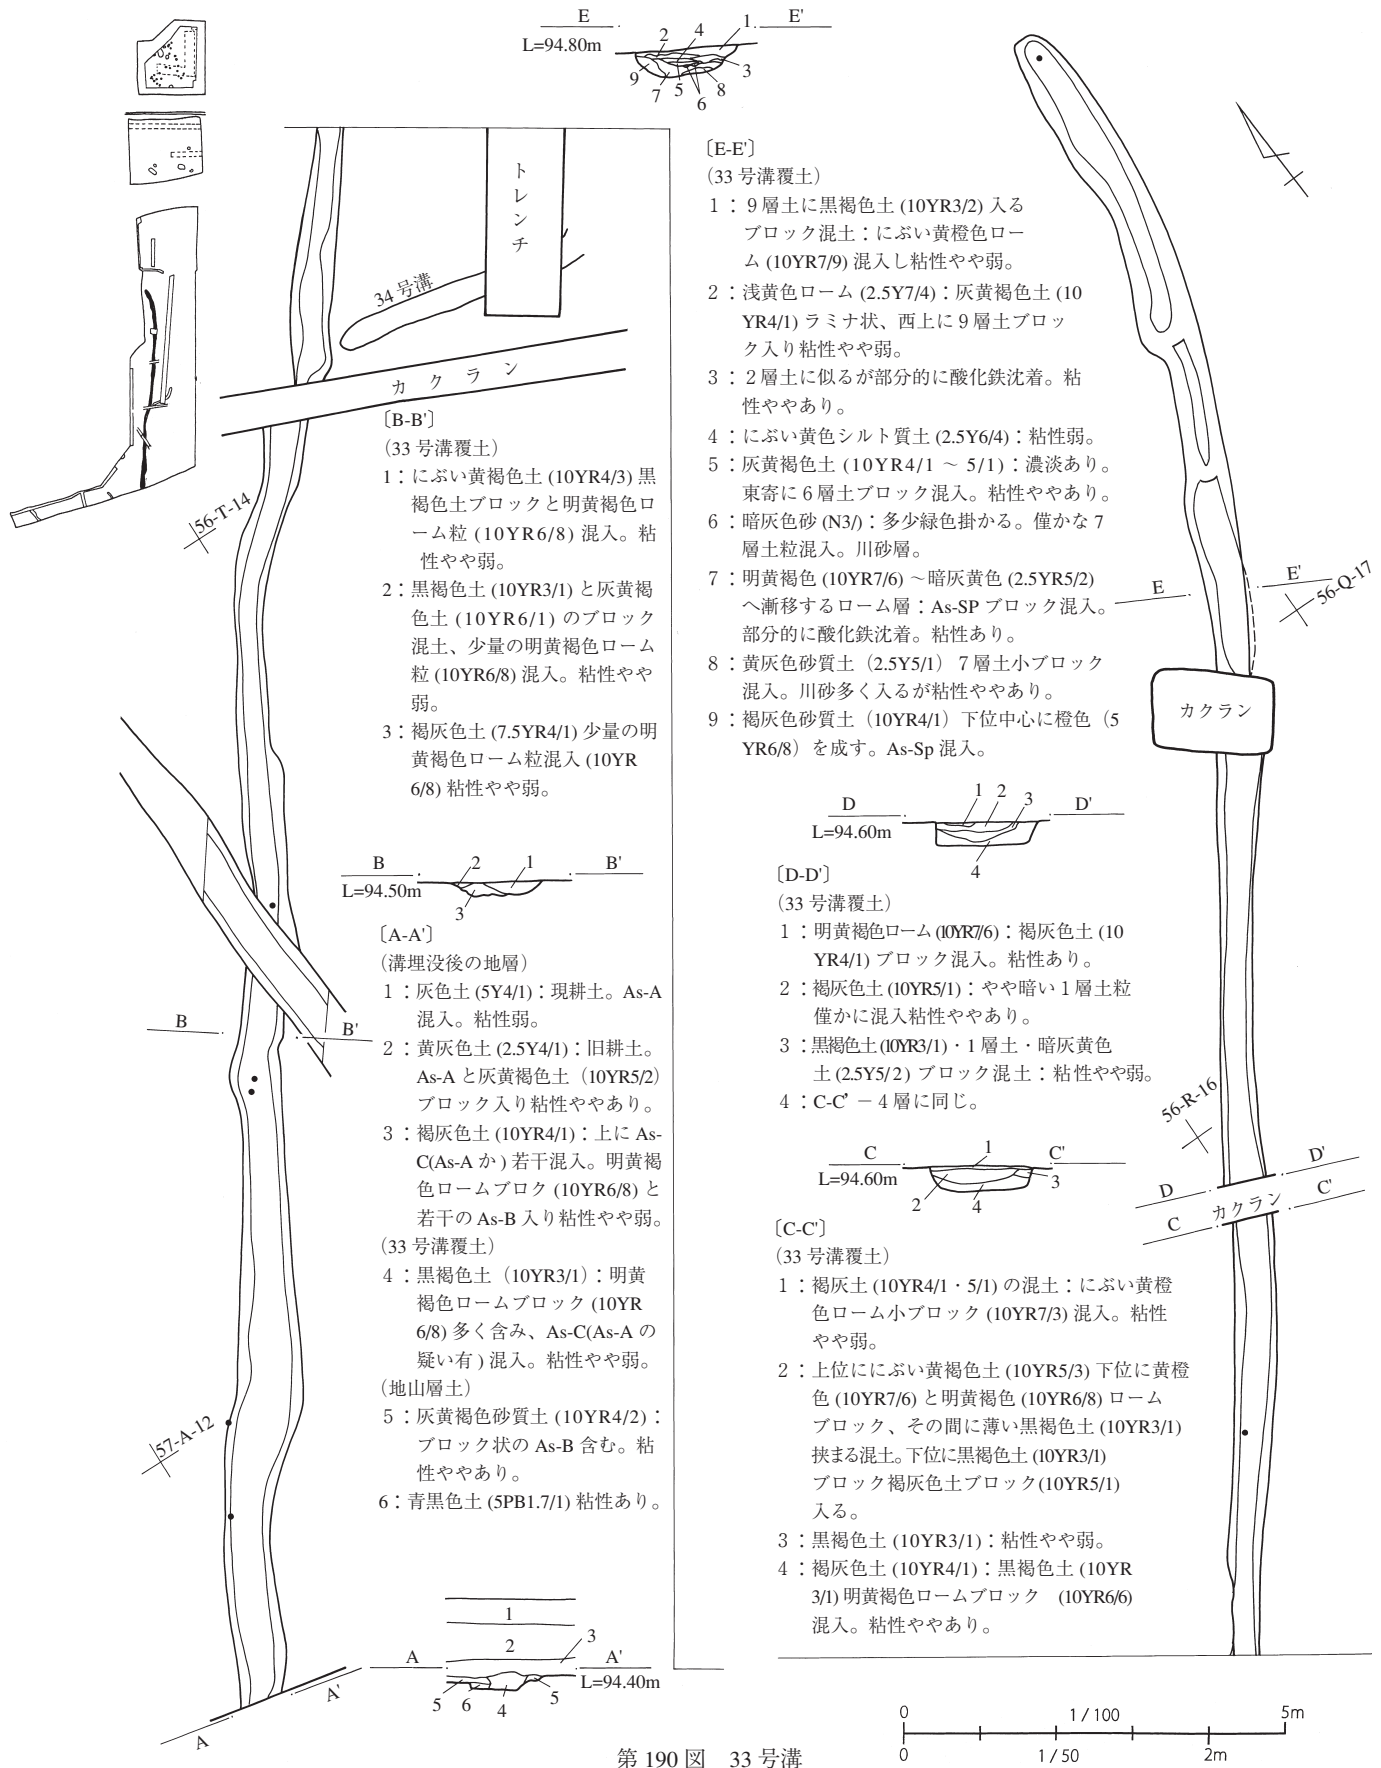 E
E'
L=94.80m
1
2
4
3
9
7
5
6
8
トレンチ
34 号溝
カクラン
56-T-14
〔B-B'〕
（33 号溝覆土）
1：にぶい黄褐色土 (10YR4/3) 黒
褐色土ブロックと明黄褐色ロ
ーム粒 (10YR6/8) 混入。粘
性やや弱。
2：黒褐色土 (10YR3/1) と灰黄褐
色土 (10YR6/1) のブロック
混土、少量の明黄褐色ローム
粒 (10YR6/8) 混入。粘性やや
弱。
3：褐灰色土 (7.5YR4/1) 少量の明
黄褐色ローム粒混入 (10YR
6/8) 粘性やや弱。
B
B'
L=94.50m
2
1
3
B
B'
〔A-A'〕
（溝埋没後の地層）
1：灰色土 (5Y4/1)：現耕土。As-A
混入。粘性弱。
2：黄灰色土 (2.5Y4/1)：旧耕土。
As-A と灰黄褐色土（10YR5/2）
ブロック入り粘性ややあり。
3：褐灰色土 (10YR4/1)：上に As-
C(As-A か ) 若干混入。明黄褐
色ロームブロク (10YR6/8) と
若干の As-B 入り粘性やや弱。
（33 号溝覆土）
4：黒褐色土（10YR3/1）：明黄
褐色ロームブロック (10YR
6/8) 多く含み、As-C(As-A の
疑い有 ) 混入。粘性やや弱。
（地山層土）
5：灰黄褐色砂質土 (10YR4/2)：
ブロック状の As-B 含む。粘
性ややあり。
6：青黒色土 (5PB1.7/1) 粘性あり。
57-A-12
1
2
3
A
A'
L=94.40m
5
6
4
5
A
A'
〔E-E'〕
（33 号溝覆土）
1：9 層土に黒褐色土 (10YR3/2) 入る
ブロック混土：にぶい黄橙色ロー
ム (10YR7/9) 混入し粘性やや弱。
2：浅黄色ローム (2.5Y7/4)：灰黄褐色土 (10
YR4/1) ラミナ状、西上に 9 層土ブロッ
ク入り粘性やや弱。
3：2 層土に似るが部分的に酸化鉄沈着。粘
性ややあり。
4：にぶい黄色シルト質土 (2.5Y6/4)：粘性弱。
5：灰黄褐色土 (10YR4/1 ～ 5/1)：濃淡あり。
東寄に 6 層土ブロック混入。粘性ややあり。
6：暗灰色砂 (N3/)：多少緑色掛かる。僅かな 7
層土粒混入。川砂層。
7：明黄褐色 (10YR7/6) ～暗灰黄色 (2.5YR5/2)
へ漸移するローム層：As-SP ブロック混入。
部分的に酸化鉄沈着。粘性あり。
8：黄灰色砂質土（2.5Y5/1）7 層土小ブロック
混入。川砂多く入るが粘性ややあり。
9：褐灰色砂質土（10YR4/1）下位中心に橙色（5
YR6/8）を成す。As-Sp 混入。
E
E'
56-Q-17
カクラン
D
D'
L=94.60m
1
2
3
4
〔D-D'〕
（33 号溝覆土）
1：明黄褐色ローム (10YR7/6)：褐灰色土 (10
YR4/1) ブロック混入。粘性あり。
2：褐灰色土 (10YR5/1)：やや暗い 1 層土粒
僅かに混入粘性ややあり。
3：黒褐色土 (10YR3/1)・1 層土・暗灰黄色
土 (2.5Y5/2 ) ブロック混土：粘性やや弱。
4：C-C’ － 4 層に同じ。
56-R-16
C
C'
L=94.60m
1
2
4
3
D
D'
C
カクラン
C'
〔C-C'〕
（33 号溝覆土）
1：褐灰土 (10YR4/1・5/1) の混土：にぶい黄橙
色ローム小ブロック (10YR7/3) 混入。粘性
やや弱。
2：上位ににぶい黄褐色土 (10YR5/3) 下位に黄橙
色 (10YR7/6) と明黄褐色 (10YR6/8) ローム
ブロック、その間に薄い黒褐色土 (10YR3/1)
挟まる混土。下位に黒褐色土 (10YR3/1)
ブロック褐灰色土ブロック(10YR5/1)
入る。
3：黒褐色土 (10YR3/1)：粘性やや弱。
4：褐灰色土 (10YR4/1)：黒褐色土 (10YR
3/1) 明黄褐色ロームブロック　(10YR6/6)
混入。粘性ややあり。
0
1 / 100
5m
0
1 / 50
2m
第 190 図　33 号溝